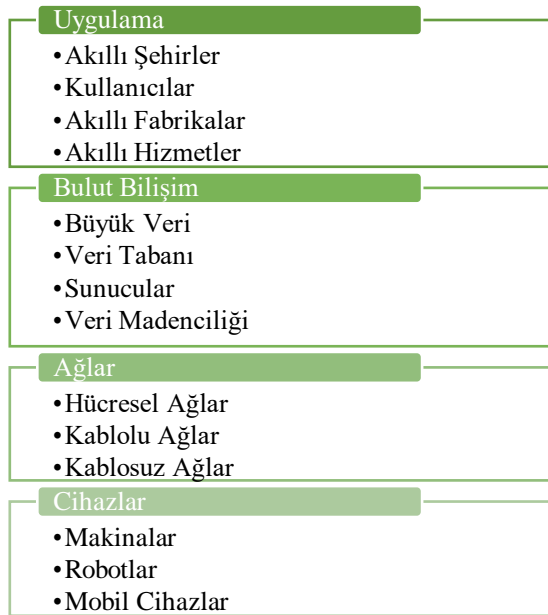 Uygulama
•Akıllı Şehirler
•Kullanıcılar
•Akıllı Fabrikalar
•Akıllı Hizmetler
Bulut Bilişim
•Büyük Veri
•Veri Tabanı
•Sunucular
•Veri Madenciliği
Ağlar
•Hücresel Ağlar
•Kablolu Ağlar
•Kablosuz Ağlar
Cihazlar
•Makinalar
•Robotlar
•Mobil Cihazlar